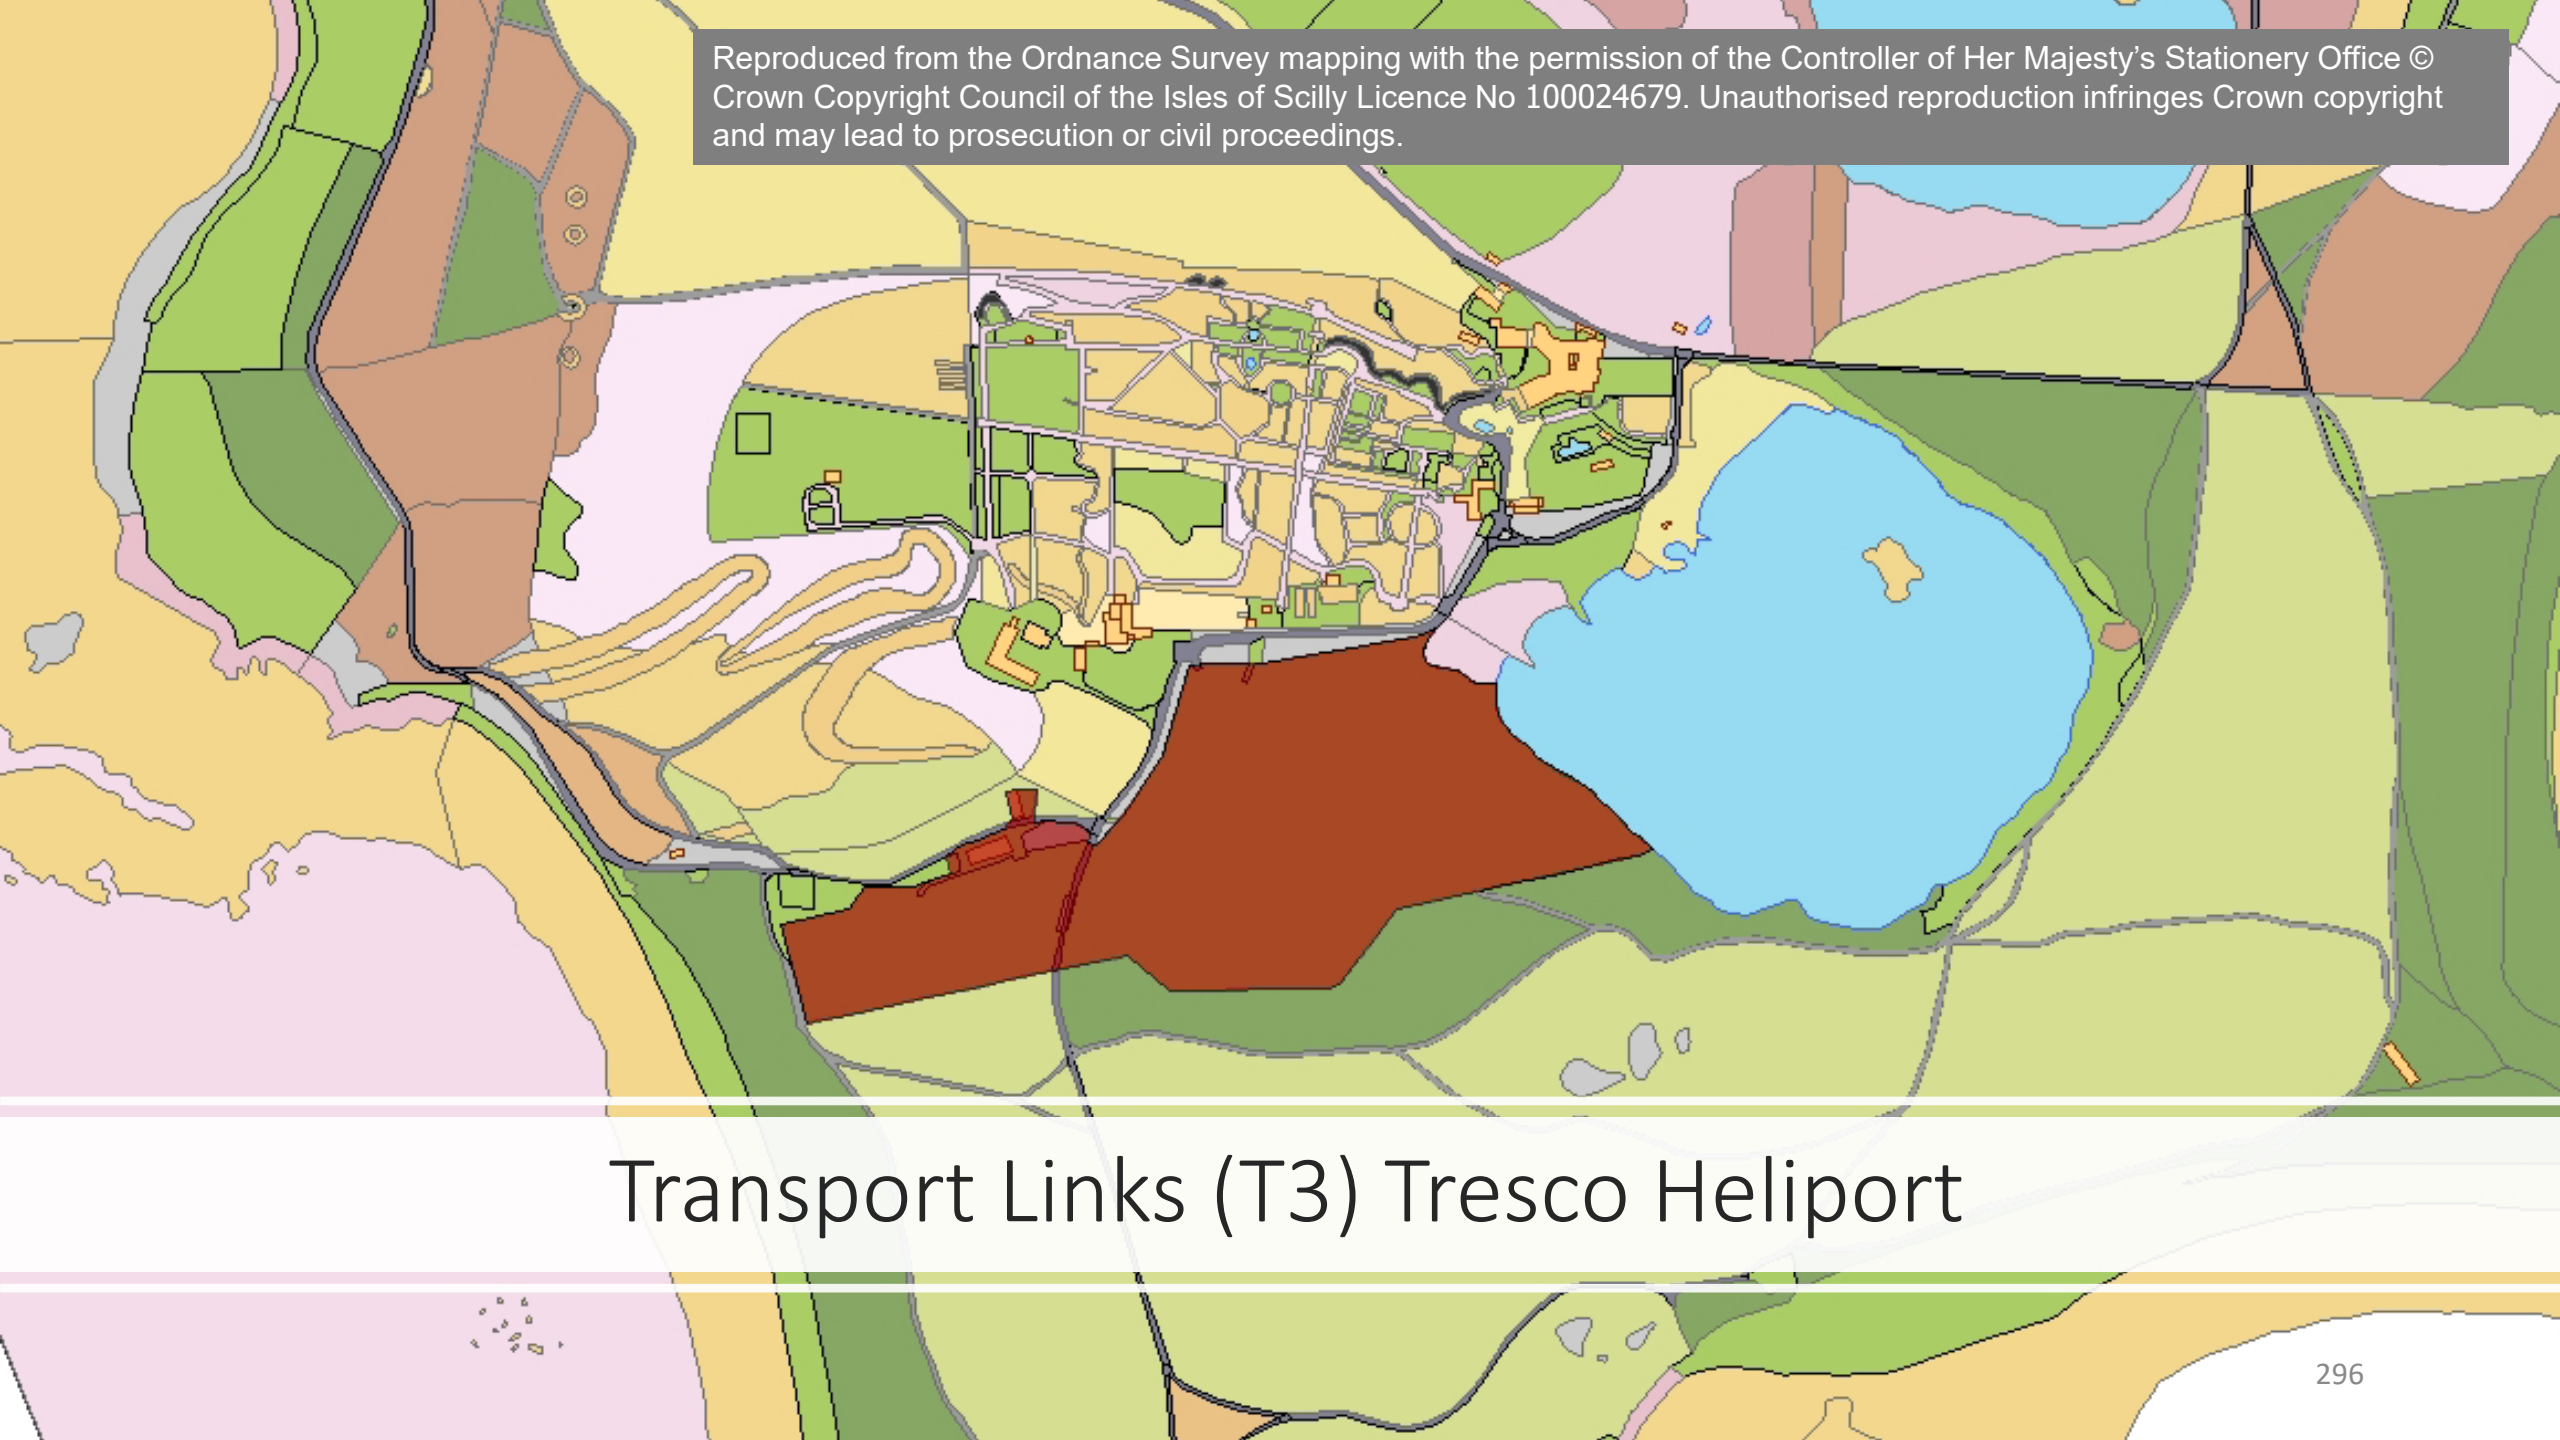 Reproduced from the Ordnance Survey mapping with the permission of the Controller of Her Majesty’s Stationery Office ©
Crown Copyright Council of the Isles of Scilly Licence No 100024679. Unauthorised reproduction infringes Crown copyright
and may lead to prosecution or civil proceedings.
Transport Links (T3) Tresco Heliport
296